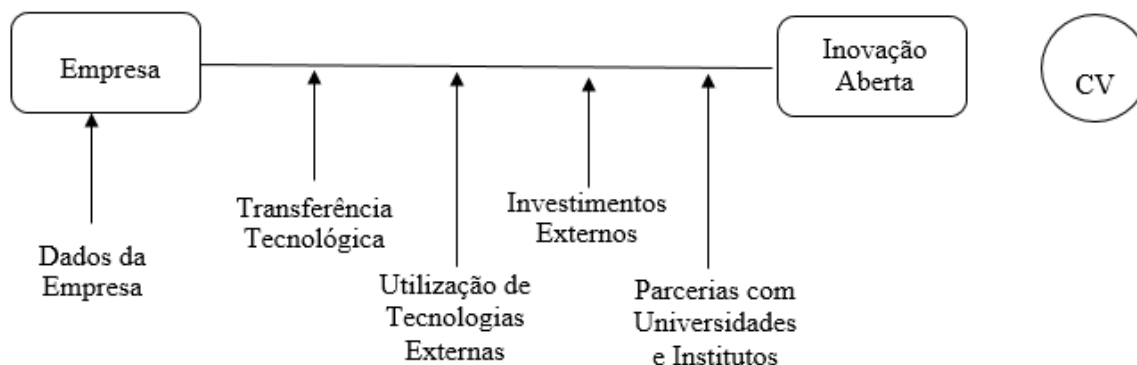 Empresa
Inovação
Aberta
CV
Transferência
Tecnológica
Investimentos
Externos
Dados da
Empresa
Utilização de
Tecnologias
Externas
Parcerias com
Universidades
e Institutos